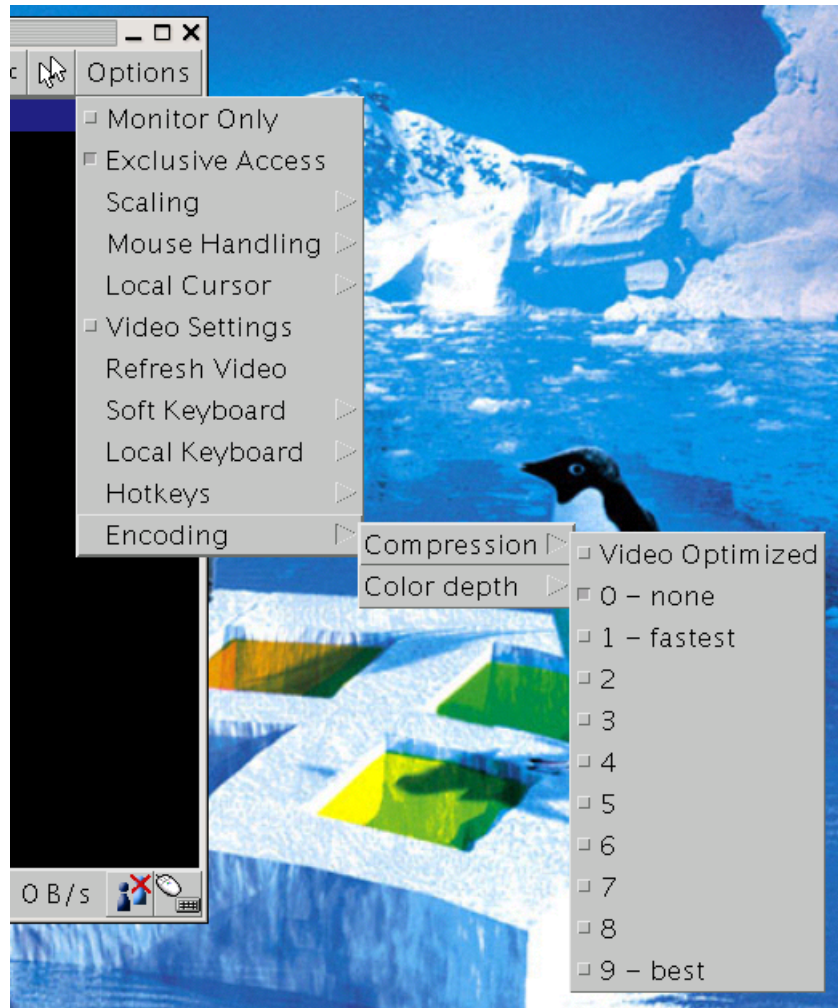 Options
Monitor Only
Exclusive Access
Scaling
Mouse Handling
Local Cursor
Video Settings
Refresh Video
Soft Keyboard
Local Keyboard
Hotkeys
Encoding
Compression
Color depth
Video Optimized
0 – none
1 – fastest
2
3
4
5
6
7
8
9 – best
0 B/s